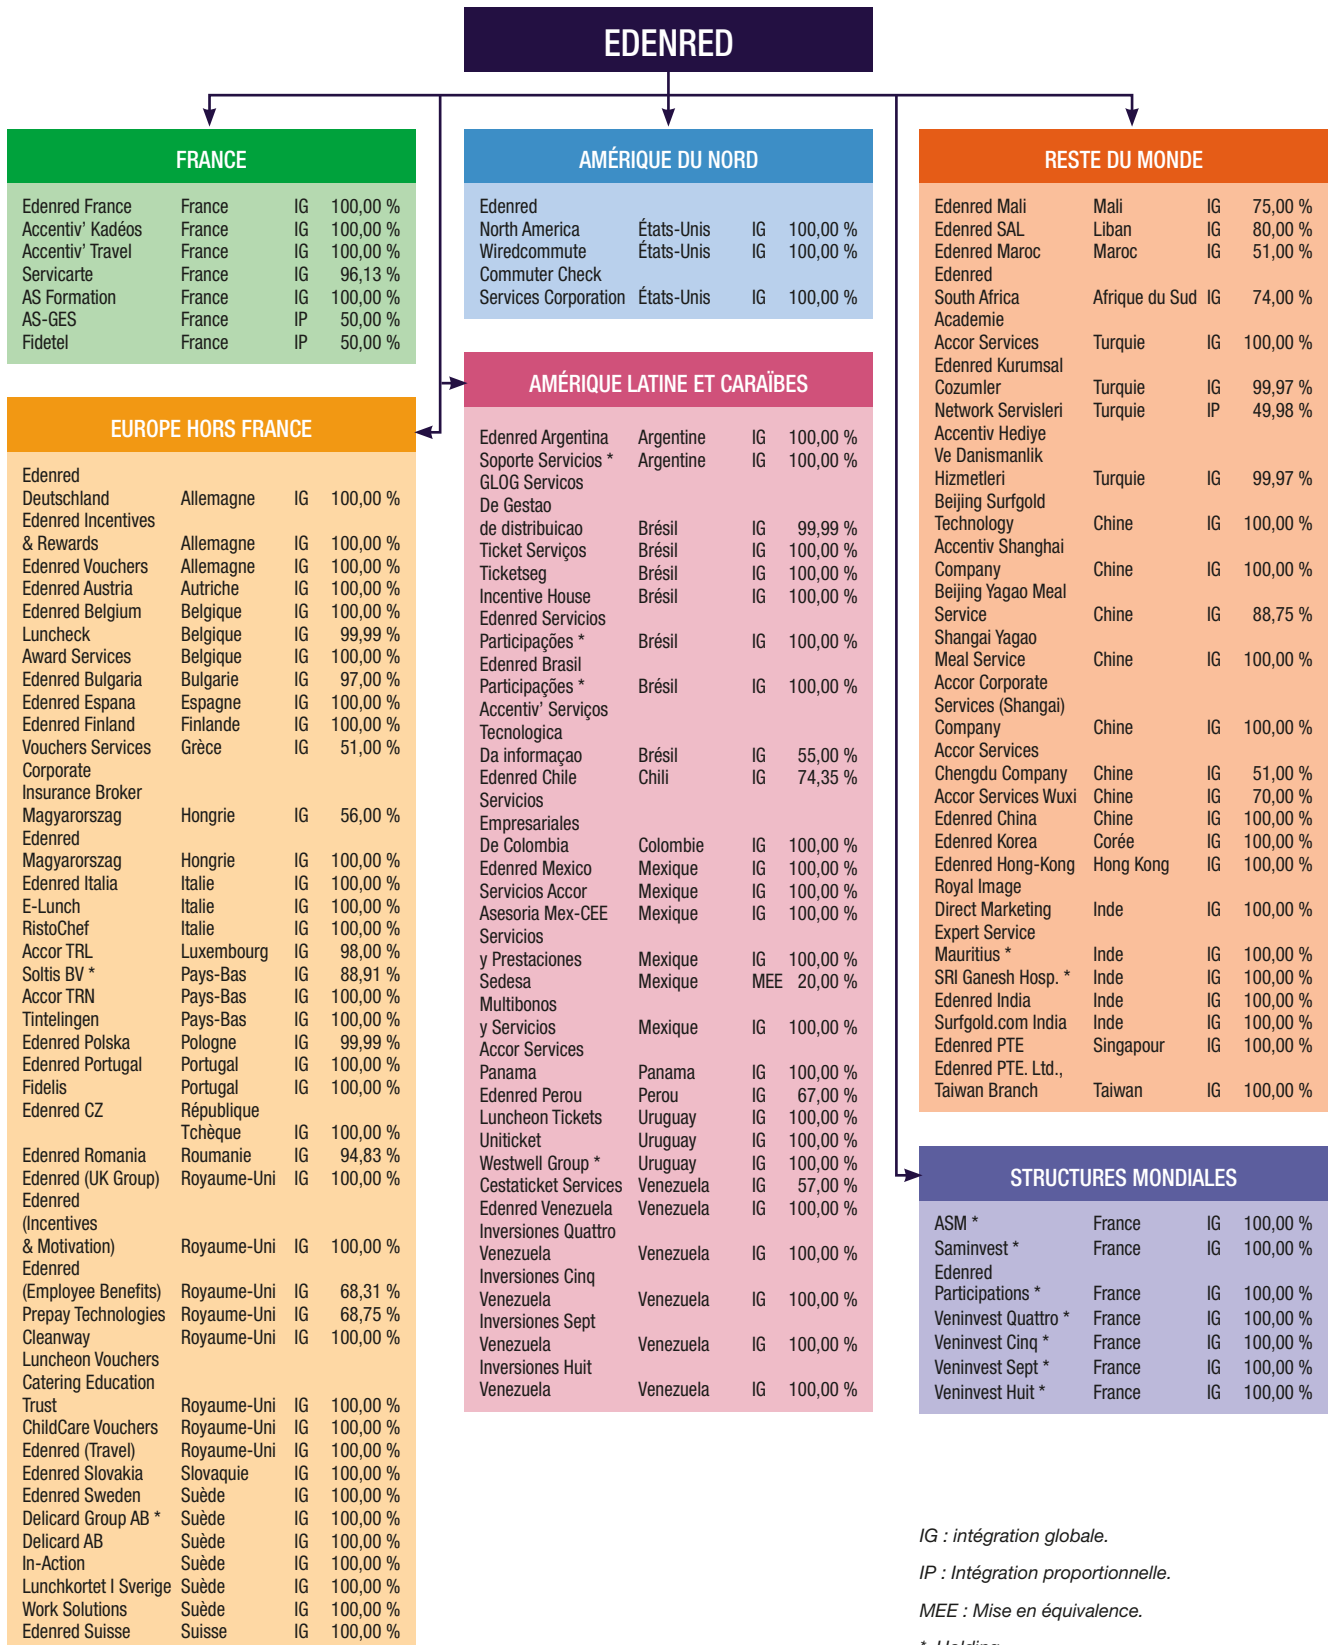 EDENRED
FRANCE
Edenred France France IG 100,00 %
Accentiv' Kadéos France IG 100,00 %
Accentiv' Travel France IG 100,00 %
Servicarte France IG 96,13 %
AS Formation France IG 100,00 %
AS-GES France IP 50,00 %
Fidetel France IP 50,00 %
EUROPE HORS FRANCE
Edenred
Deutschland Allemagne IG 100,00 %
Edenred Incentives
& Rewards Allemagne IG 100,00 %
Edenred Vouchers Allemagne IG 100,00 %
Edenred Austria Autriche IG 100,00 %
Edenred Belgium Belgique IG 100,00 %
Luncheck Belgique IG 99,99 %
Award Services Belgique IG 100,00 %
Edenred Bulgaria Bulgarie IG 97,00 %
Edenred Espana Espagne IG 100,00 %
Edenred Finland Finlande IG 100,00 %
Vouchers Services Grèce IG 51,00 %
Corporate
Insurance Broker
Magyarorszag Hongrie IG 56,00 %
Edenred
Magyarorszag Hongrie IG 100,00 %
Edenred Italia Italie IG 100,00 %
E-Lunch Italie IG 100,00 %
RistoChef Italie IG 100,00 %
Accor TRL Luxembourg IG 98,00 %
Soltis BV * Pays-Bas IG 88,91 %
Accor TRN Pays-Bas IG 100,00 %
Tintelingen Pays-Bas IG 100,00 %
Edenred Polska Pologne IG 99,99 %
Edenred Portugal Portugal IG 100,00 %
Fidelis Portugal IG 100,00 %
Edenred CZ République
Tchèque IG 100,00 %
Edenred Romania Roumanie IG 94,83 %
Edenred (UK Group) Royaume-Uni IG 100,00 %
Edenred
(Incentives
& Motivation) Royaume-Uni IG 100,00 %
Edenred
(Employee Benefits) Royaume-Uni IG 68,31 %
Prepay Technologies Royaume-Uni IG 68,75 %
Cleanway Royaume-Uni IG 100,00 %
Luncheon Vouchers
Catering Education
Trust Royaume-Uni IG 100,00 %
ChildCare Vouchers Royaume-Uni IG 100,00 %
Edenred (Travel) Royaume-Uni IG 100,00 %
Edenred Slovakia Slovaquie IG 100,00 %
Edenred Sweden Suède IG 100,00 %
Delicard Group AB * Suède IG 100,00 %
Delicard AB Suède IG 100,00 %
In-Action Suède IG 100,00 %
Lunchkortet I Sverige Suède IG 100,00 %
Work Solutions Suède IG 100,00 %
Edenred Suisse Suisse IG 100,00 %
AMÉRIQUE DU NORD
Edenred
North America États-Unis IG 100,00 %
Wiredcommute États-Unis IG 100,00 %
Commuter Check
Services Corporation États-Unis IG 100,00 %
AMÉRIQUE LATINE ET CARAÏBES
Edenred Argentina Argentine IG 100,00 %
Soporte Servicios * Argentine IG 100,00 %
GLOG Servicos
De Gestao
de distribuicao Brésil IG 99,99 %
Ticket Serviços Brésil IG 100,00 %
Ticketseg Brésil IG 100,00 %
Incentive House Brésil IG 100,00 %
Edenred Servicios
Participações * Brésil IG 100,00 %
Edenred Brasil
Participações * Brésil IG 100,00 %
Accentiv' Serviços
Tecnologica
Da informaçao Brésil IG 55,00 %
Edenred Chile Chili IG 74,35 %
Servicios
Empresariales
De Colombia Colombie IG 100,00 %
Edenred Mexico Mexique IG 100,00 %
Servicios Accor Mexique IG 100,00 %
Asesoria Mex-CEE Mexique IG 100,00 %
Servicios
y Prestaciones Mexique IG 100,00 %
Sedesa Mexique MEE 20,00 %
Multibonos
y Servicios Mexique IG 100,00 %
Accor Services
Panama Panama IG 100,00 %
Edenred Perou Perou IG 67,00 %
Luncheon Tickets Uruguay IG 100,00 %
Uniticket Uruguay IG 100,00 %
Westwell Group * Uruguay IG 100,00 %
Cestaticket Services Venezuela IG 57,00 %
Edenred Venezuela Venezuela IG 100,00 %
Inversiones Quattro
Venezuela Venezuela IG 100,00 %
Inversiones Cinq
Venezuela Venezuela IG 100,00 %
Inversiones Sept
Venezuela Venezuela IG 100,00 %
Inversiones Huit
Venezuela Venezuela IG 100,00 %
RESTE DU MONDE
Edenred Mali Mali IG 75,00 %
Edenred SAL Liban IG 80,00 %
Edenred Maroc Maroc IG 51,00 %
Edenred
South Africa Afrique du Sud IG 74,00 %
Academie
Accor Services Turquie IG 100,00 %
Edenred Kurumsal
Cozumler Turquie IG 99,97 %
Network Servisleri Turquie IP 49,98 %
Accentiv Hediye
Ve Danismanlik
Hizmetleri Turquie IG 99,97 %
Beijing Surfgold
Technology Chine IG 100,00 %
Accentiv Shanghai
Company Chine IG 100,00 %
Beijing Yagao Meal
Service Chine IG 88,75 %
Shangai Yagao
Meal Service Chine IG 100,00 %
Accor Corporate
Services (Shangai)
Company Chine IG 100,00 %
Accor Services
Chengdu Company Chine IG 51,00 %
Accor Services Wuxi Chine IG 70,00 %
Edenred China Chine IG 100,00 %
Edenred Korea Corée IG 100,00 %
Edenred Hong-Kong Hong Kong IG 100,00 %
Royal Image
Direct Marketing Inde IG 100,00 %
Expert Service
Mauritius * Inde IG 100,00 %
SRI Ganesh Hosp. * Inde IG 100,00 %
Edenred India Inde IG 100,00 %
Surfgold.com India Inde IG 100,00 %
Edenred PTE Singapour IG 100,00 %
Edenred PTE. Ltd.,
Taiwan Branch Taiwan IG 100,00 %
STRUCTURES MONDIALES
ASM * France IG 100,00 %
Saminvest * France IG 100,00 %
Edenred
Participations * France IG 100,00 %
Veninvest Quattro * France IG 100,00 %
Veninvest Cinq * France IG 100,00 %
Veninvest Sept * France IG 100,00 %
Veninvest Huit * France IG 100,00 %
IG : intégration globale.
IP : Intégration proportionnelle.
MEE : Mise en équivalence.
* Holding